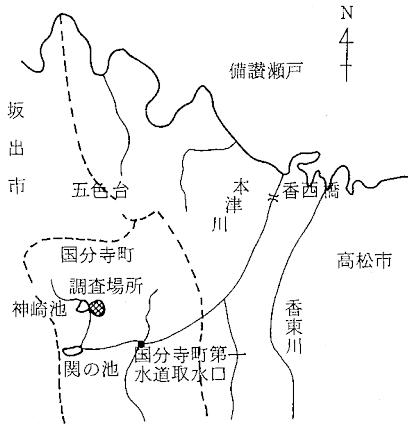 N
備讃瀬戸
坂出市
五色台
本津川
香西橋
国分寺町
高松市
調査場所
神崎池
香東川
関の池
国分寺町第一
水道取水口